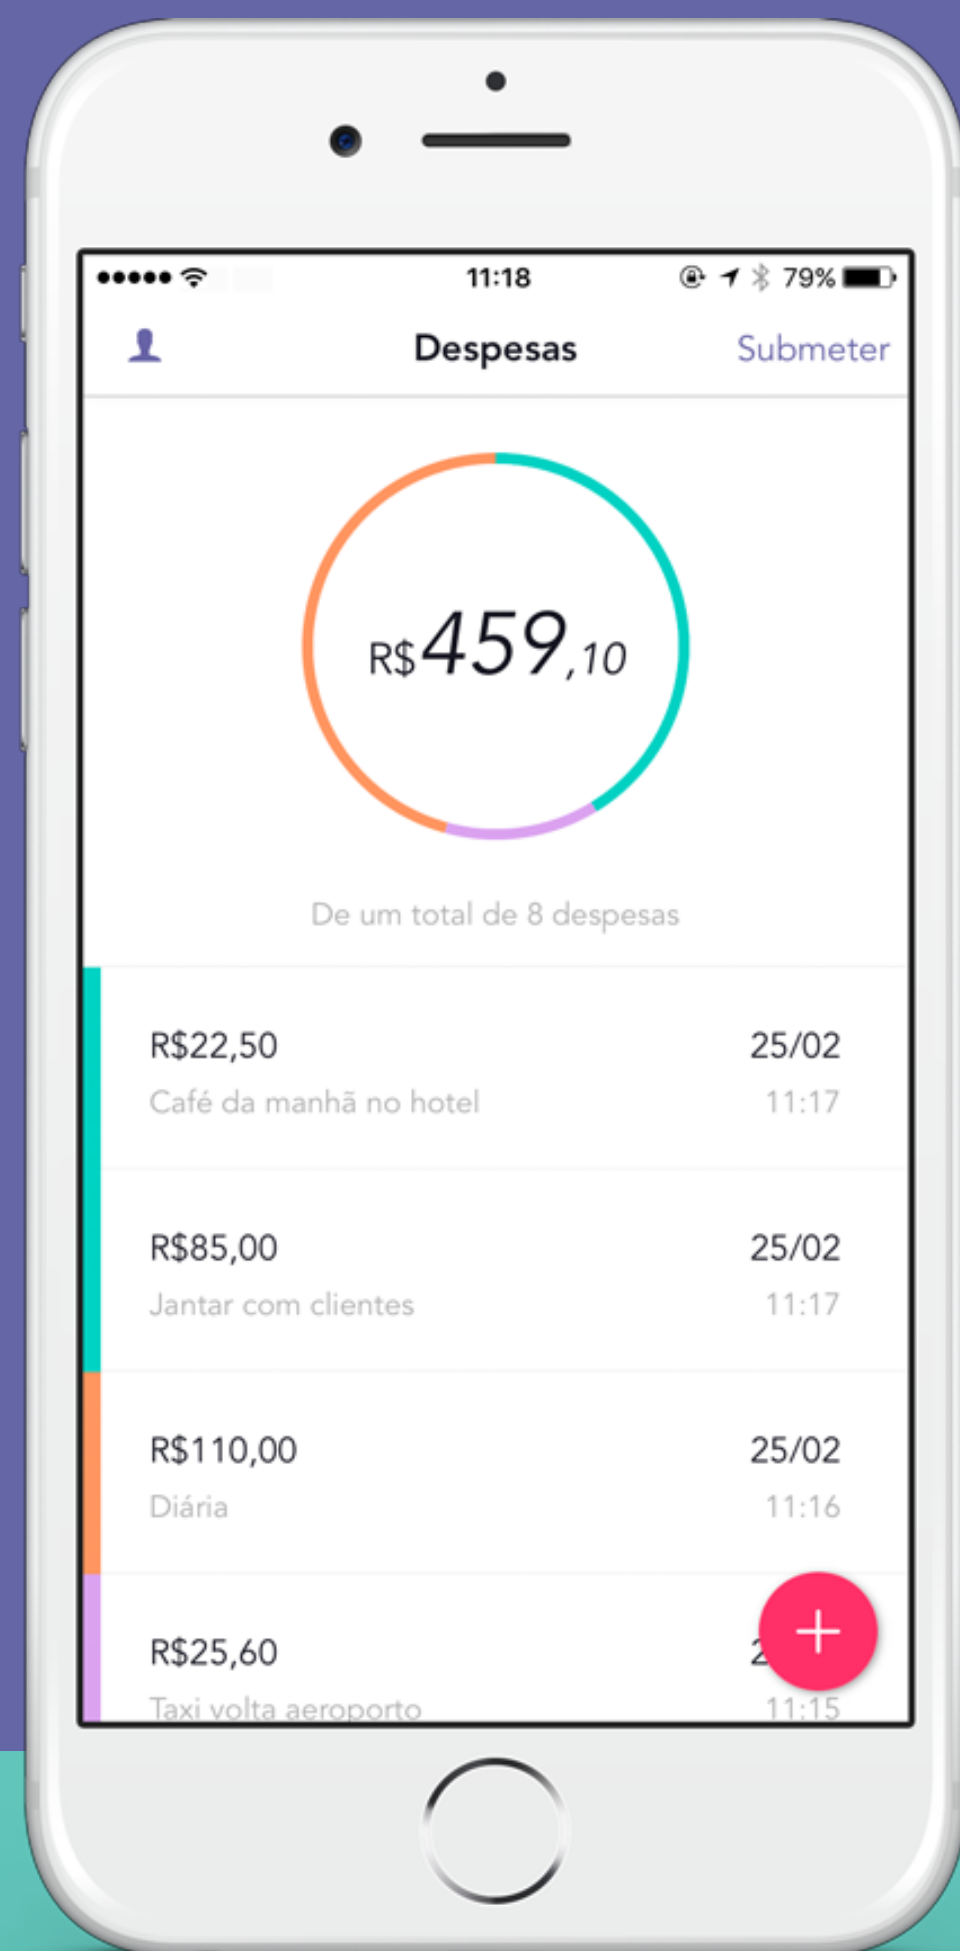 11:18
79%
Despesas
Submeter
R$459,10
De um total de 8 despesas
R$22,50
25/02
Café da manhã no hotel
11:17
R$85,00
25/02
Jantar com clientes
11:17
R$110,00
25/02
Diária
11:16
R$25,60
Taxi volta aeroporto
11:15